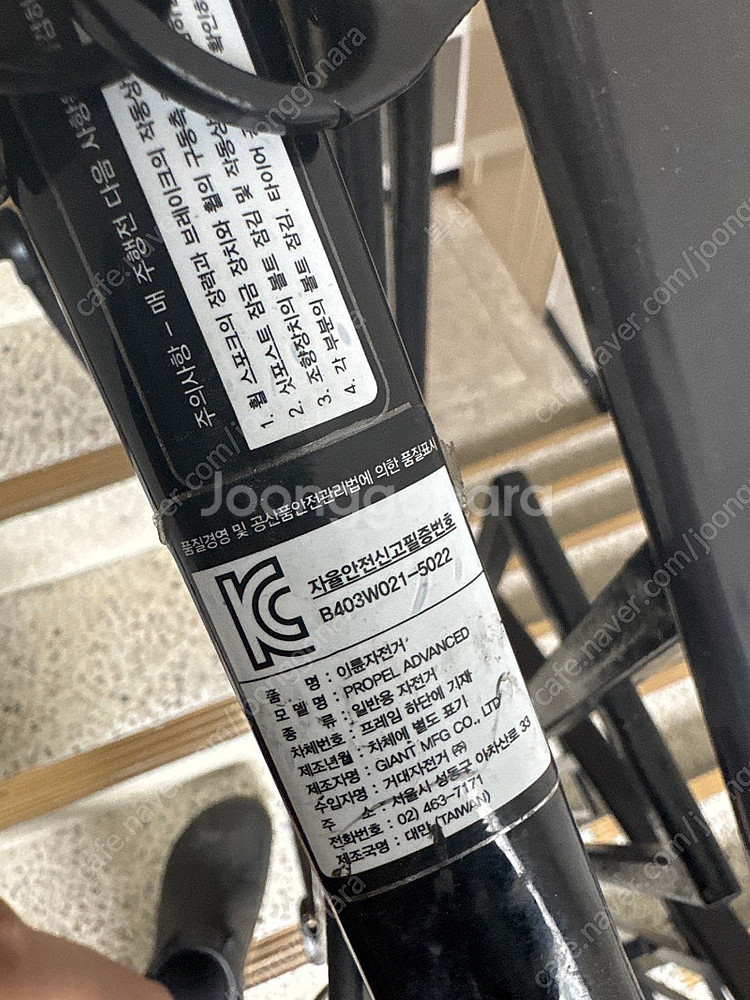 주의사항 - 매 주행전 다음 사항
1. 휠 스포크의 장력과 브레이크의 작동상
2. 싯포스트 잠금 장치와 휠의 구동축
3. 조향장치의 볼트 잠김 및 작동상
4. 각 부분의 볼트 잠김, 타이어
품질경영 및 공산품안전관리법에 의한 품질표시
자율안전신고필증번호
B403W021-5022
품 명 : 이륜자전거
모 델 명 : PROPEL ADVANCED
종 류 : 일반용 자전거
차체번호 : 프레임 하단에 기재
제조년월 : 차체에 별도 표기
제조자명 : GIANT MFG CO., LTD
수입자명 : 거대자전거 ㈜
주 소 : 서울시 성동구 아차산로 33
전화번호 : 02) 463-7171
제조국명 : 대만 (TAIWAN)
Joonggonara
cafe.naver.com/joonggonara